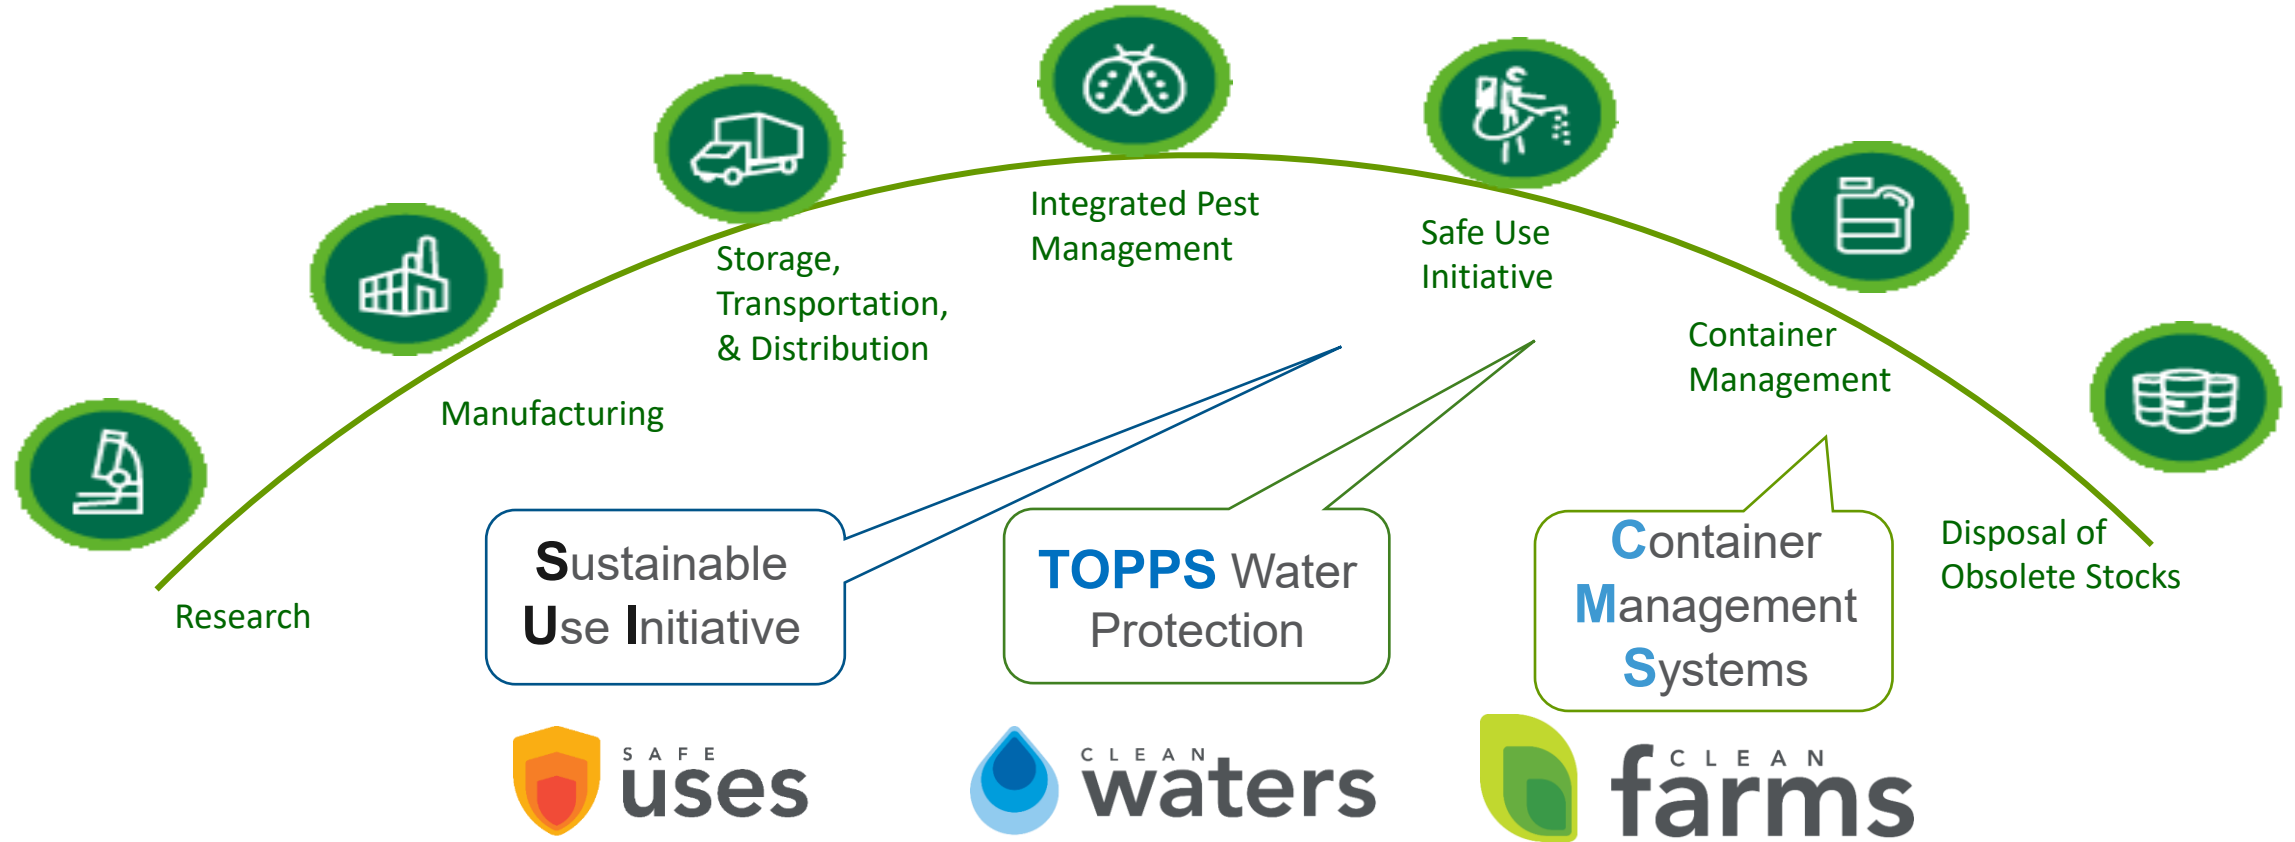 Integrated Pest
Management
Safe Use
Initiative
Storage,
Transportation,
& Distribution
Container
Management
Manufacturing
Research
Disposal of
Obsolete Stocks
Sustainable
Use Initiative
TOPPS Water
Protection
Container
Management
Systems
SAFE
uses
CLEAN
waters
CLEAN
farms